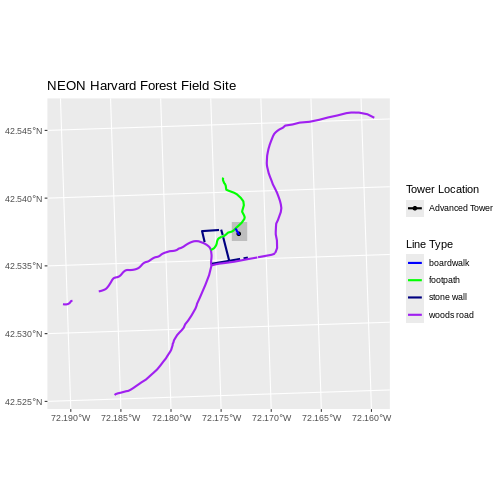 NEON Harvard Forest Field Site
42.545°N
42.540°N
42.535°N
42.530°N
42.525°N
72.190°W 72.185°W 72.180°W 72.175°W 72.170°W 72.165°W 72.160°W
Tower Location
Advanced Tower
Line Type
boardwalk
footpath
stone wall
woods road